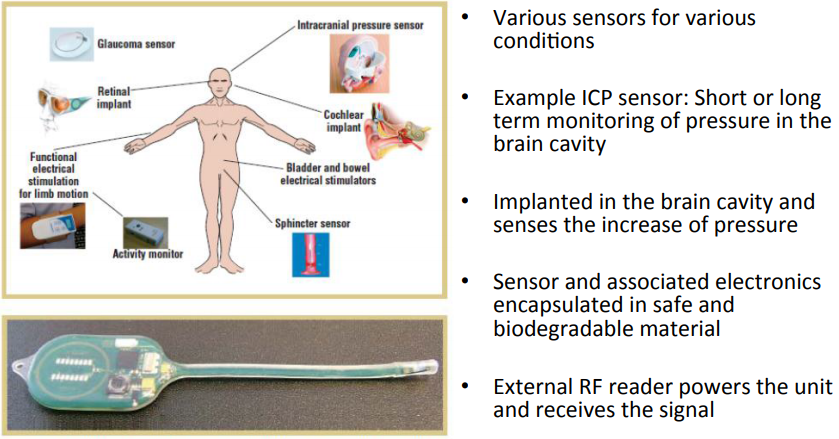 Intracranial pressure sensor
Glaucoma sensor
Retinal
implant
Cochlear
implant
Functional
electrical
stimulation
for limb motion
Bladder and bowel
electrical stimulators
Sphincter sensor
Activity monitor
• Various sensors for various
conditions
• Example ICP sensor: Short or long
term monitoring of pressure in the
brain cavity
• Implanted in the brain cavity and
senses the increase of pressure
• Sensor and associated electronics
encapsulated in safe and
biodegradable material
• External RF reader powers the unit
and receives the signal